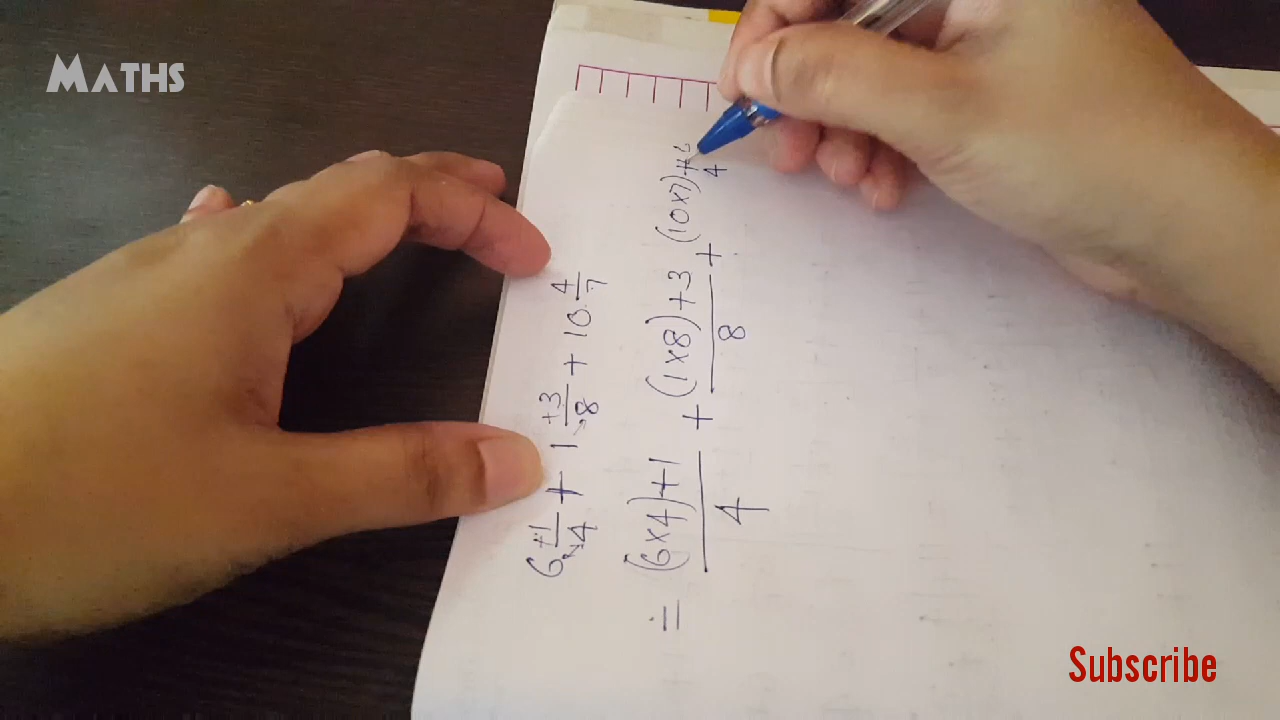 MATHS
6 +1/4 + 1 +3/8 + 10 4/7
= (6×4)+1/4 + (1×8)+3/8 + (10×7)+4
Subscribe